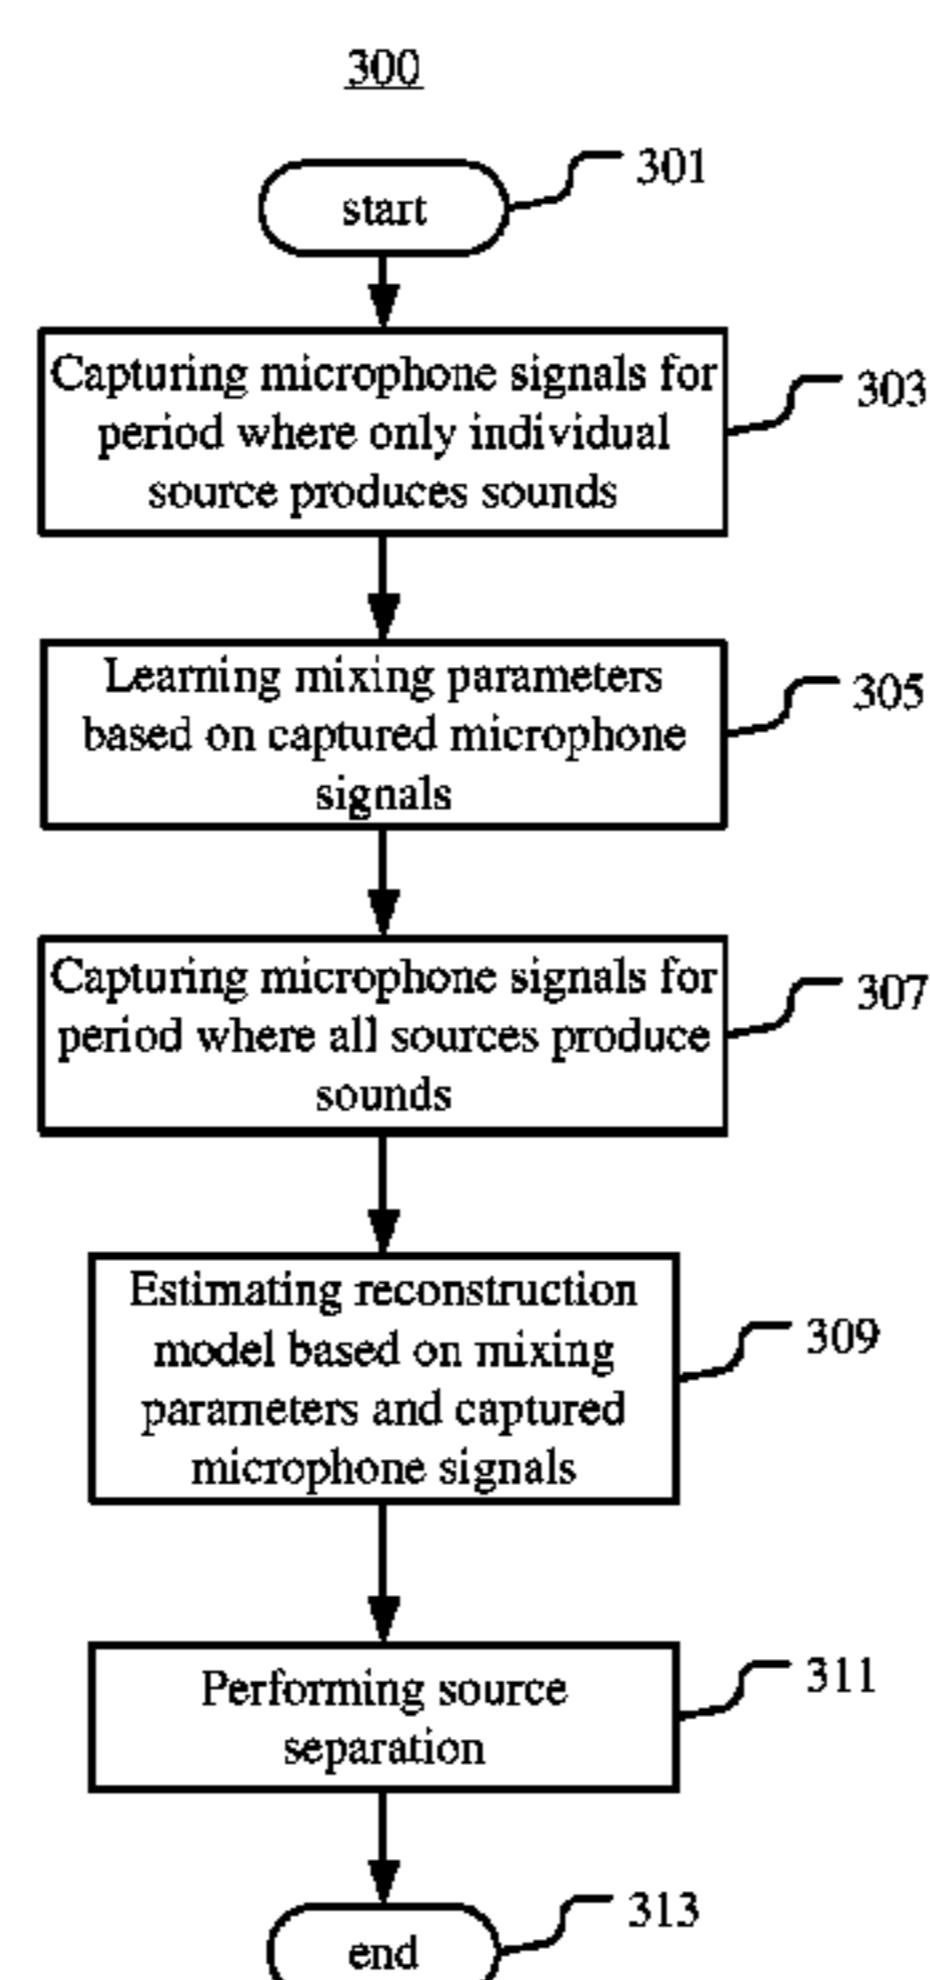 300
start
301
Capturing microphone signals for
period where only individual
source produces sounds
303
Learning mixing parameters
based on captured microphone
signals
305
Capturing microphone signals for
period where all sources produce
sounds
307
Estimating reconstruction
model based on mixing
parameters and captured
microphone signals
309
Performing source
separation
311
end
313